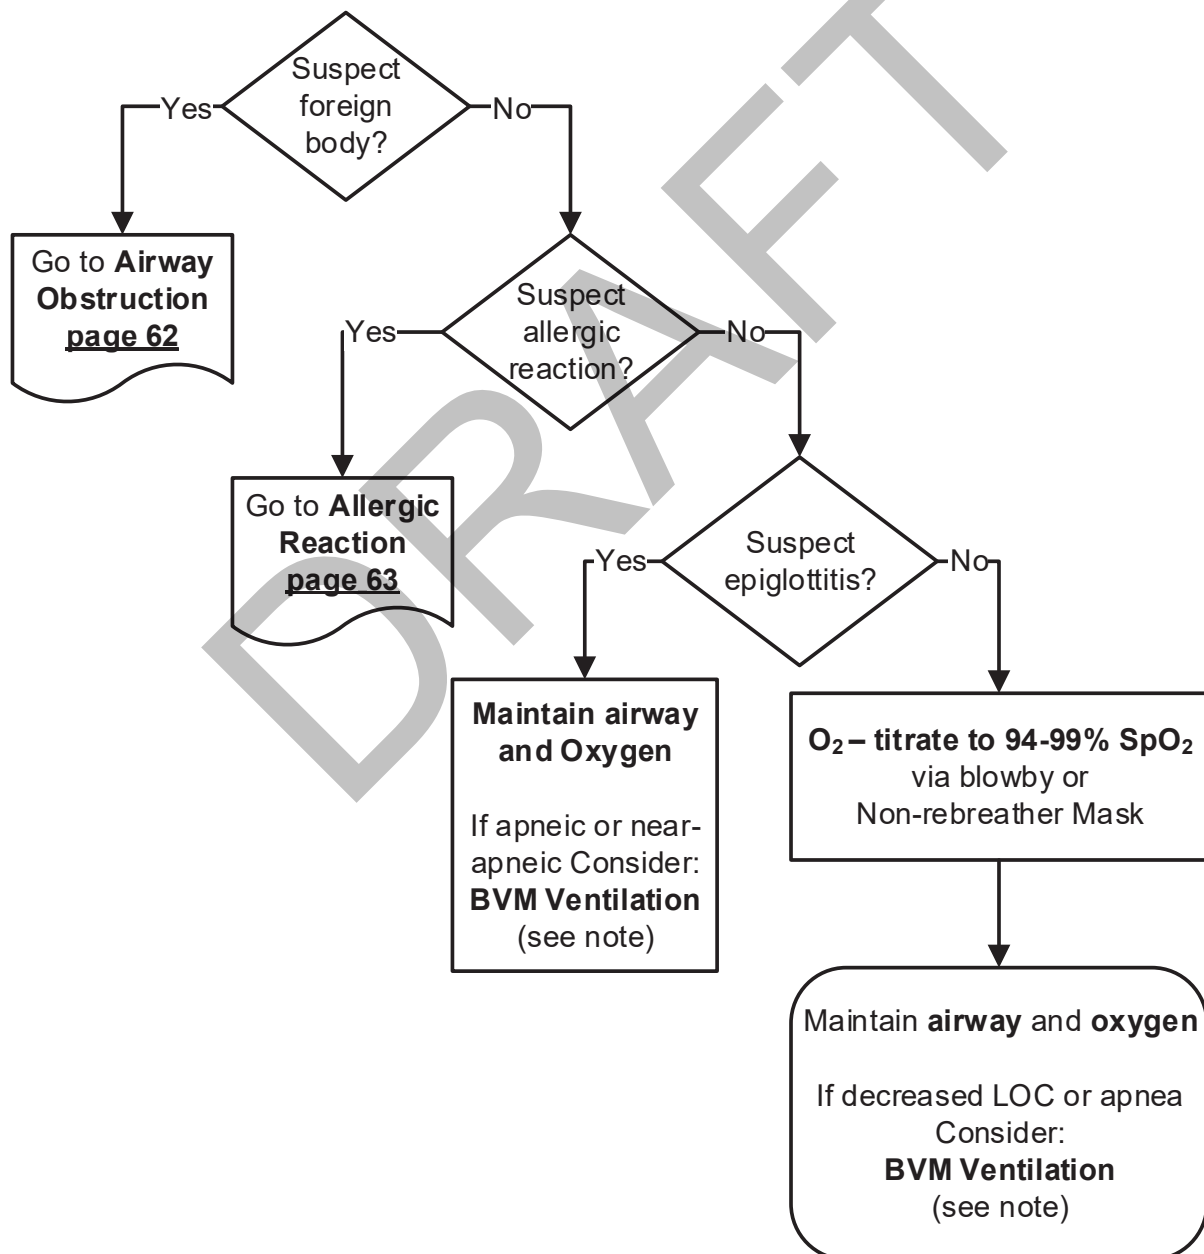 Suspect
foreign
body?
Yes
No
Go to Airway
Obstruction
page 62
Suspect
allergic
reaction?
Yes
No
Go to Allergic
Reaction
page 63
Suspect
epiglottitis?
Yes
No
Maintain airway
and Oxygen
If apneic or near-
apneic Consider:
BVM Ventilation
(see note)
O₂ – titrate to 94-99% SpO₂
via blowby or
Non-rebreather Mask
Maintain airway and oxygen
If decreased LOC or apnea
Consider:
BVM Ventilation
(see note)
DRAFT